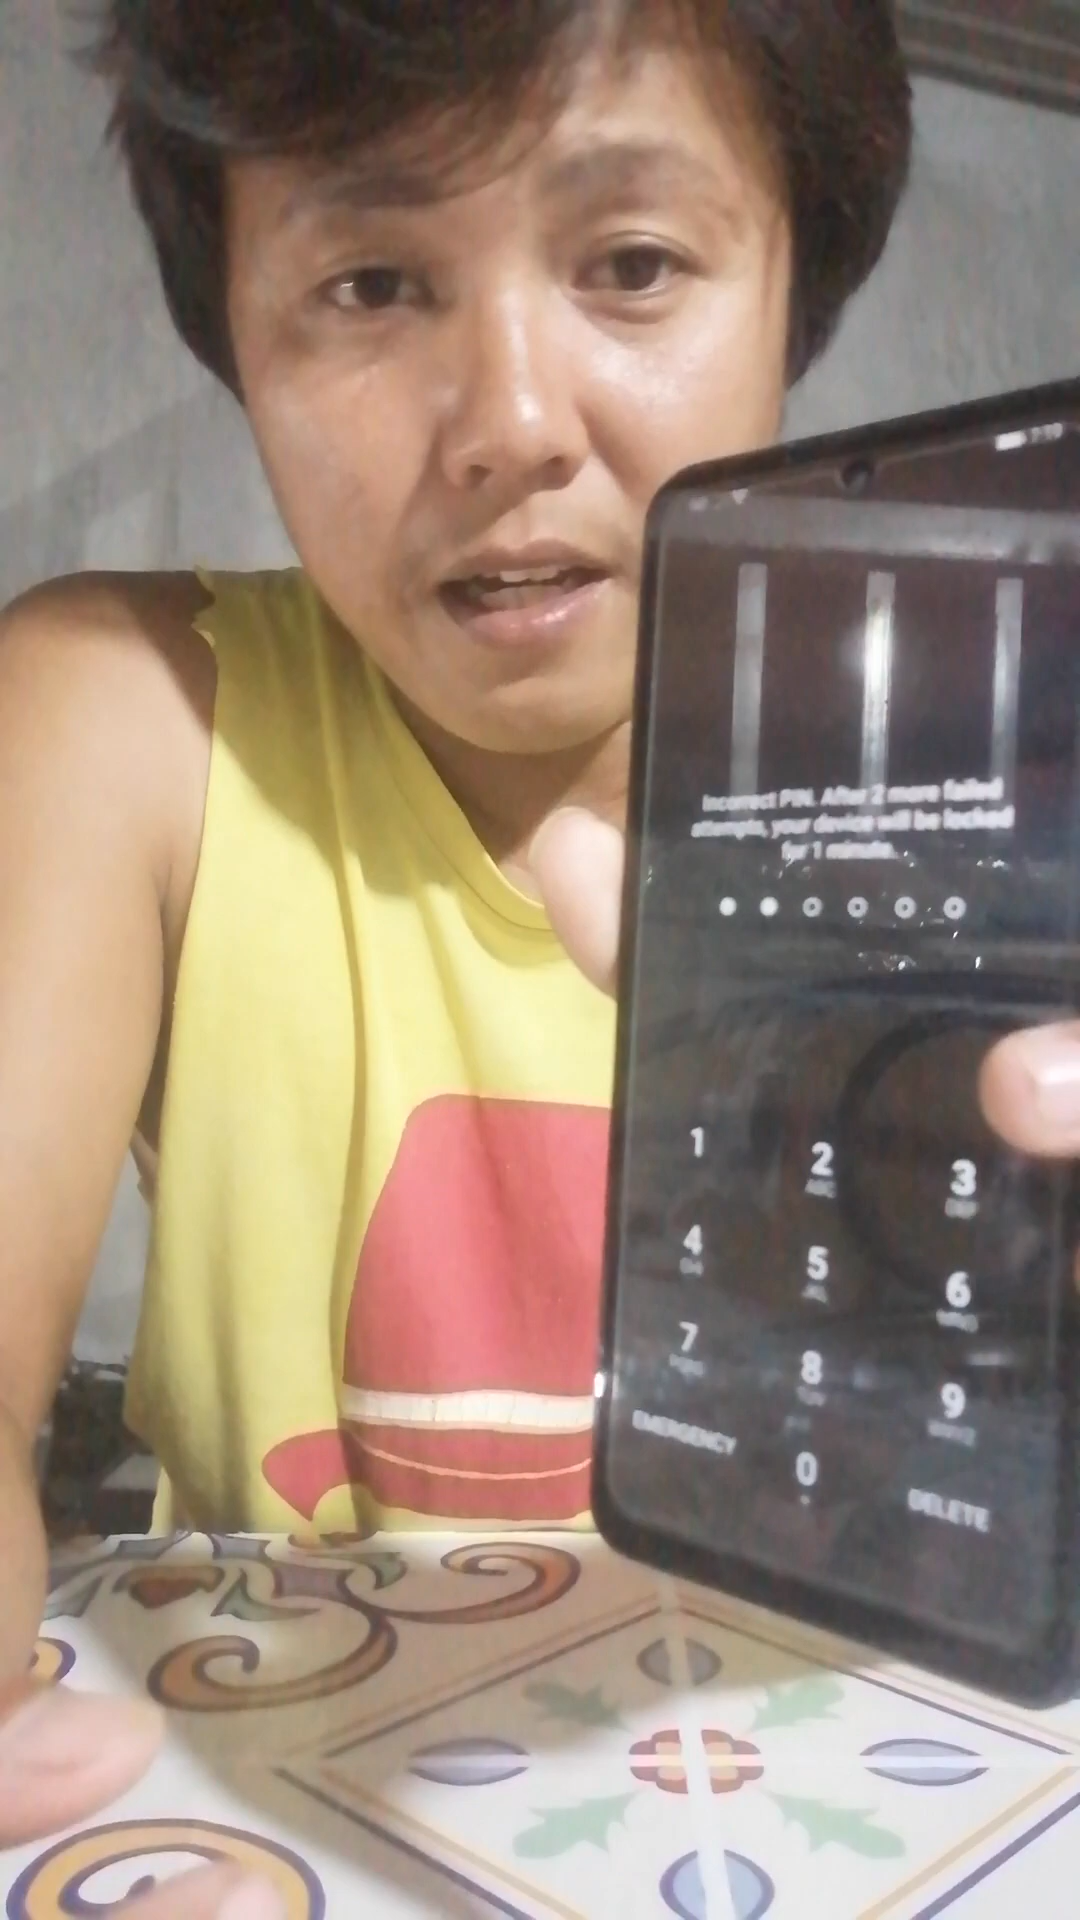 Incorrect PIN. After 2 more failed
attempts, your device will be locked
for 1 minute.
1
2
ABC
3
DEF
4
GHI
5
JKL
6
MNO
7
PQRS
8
TUV
9
WXYZ
EMERGENCY
0
+
DELETE